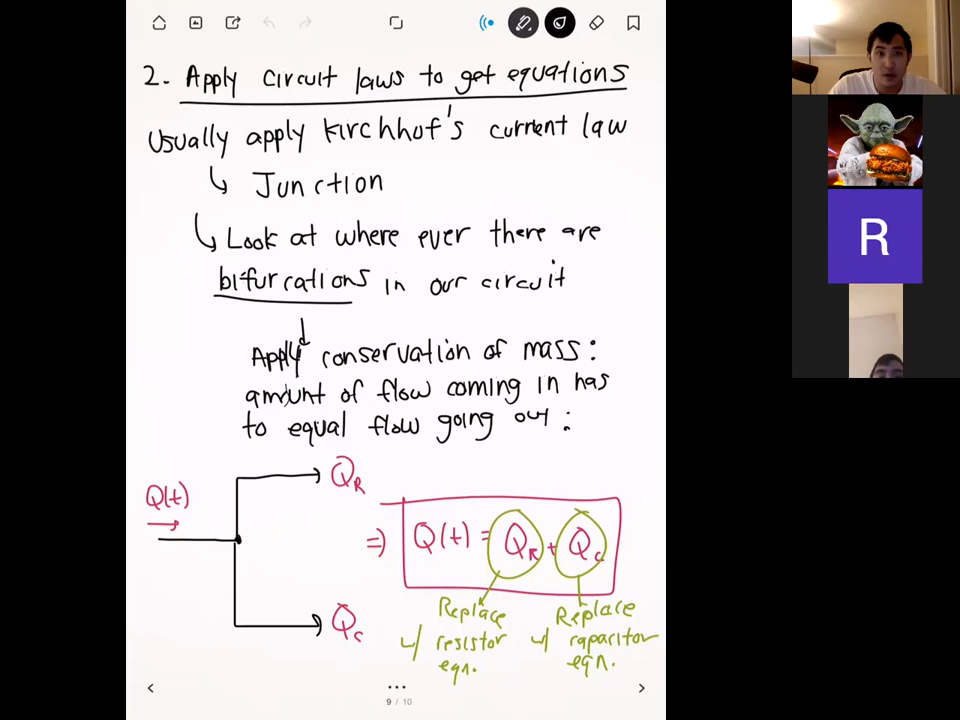 2. Apply circuit laws to get equations
Usually apply Kirchhof's current law
↳ Junction
↳ Look at where ever there are
bifurcations in our circuit
↓
Apply conservation of mass:
amount of flow coming in has
to equal flow going out:
Q(t)
Q_R
⇒ Q(t) = Q_R + Q_C
Q_C
Replace
w/ resistor
eqn.
Replace
w/ capacitor
eqn.
9 / 10
R